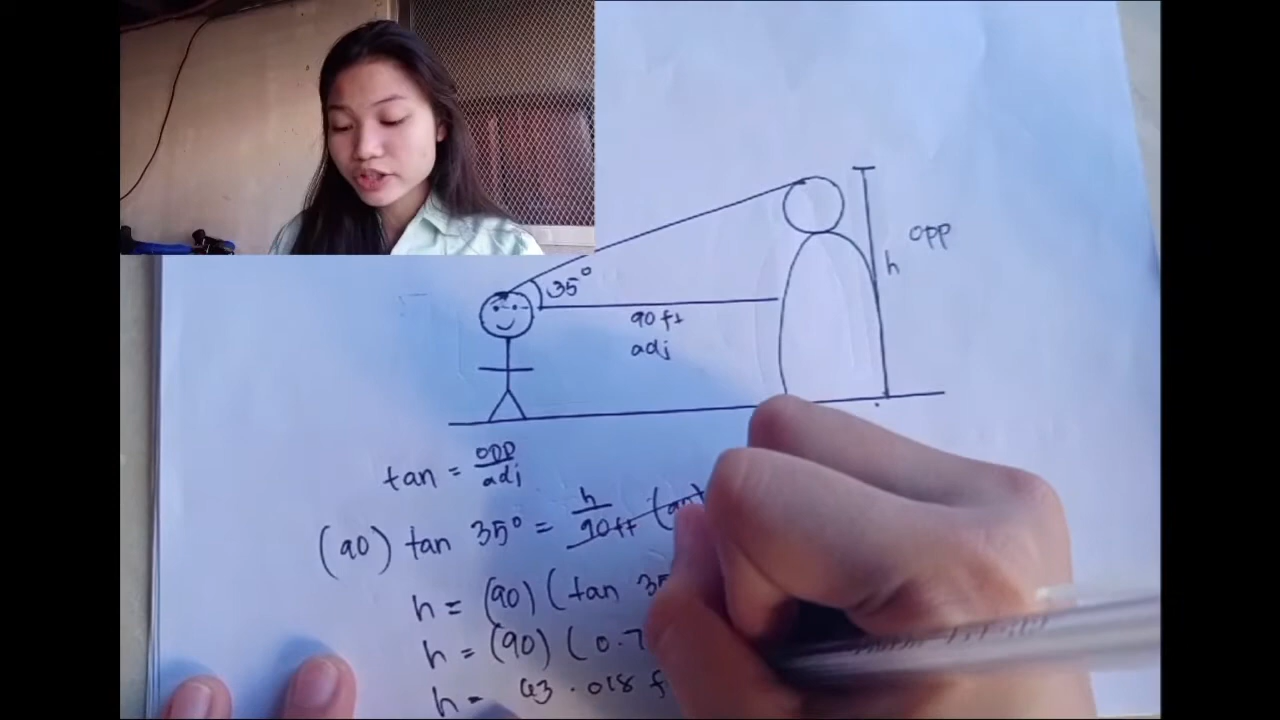 35°
opp
h
90 ft
adj
tan = opp/adj
(90) tan 35° = h/90ft
h = (90) (tan 35
h = (90) (0.7
h = 63.018 f